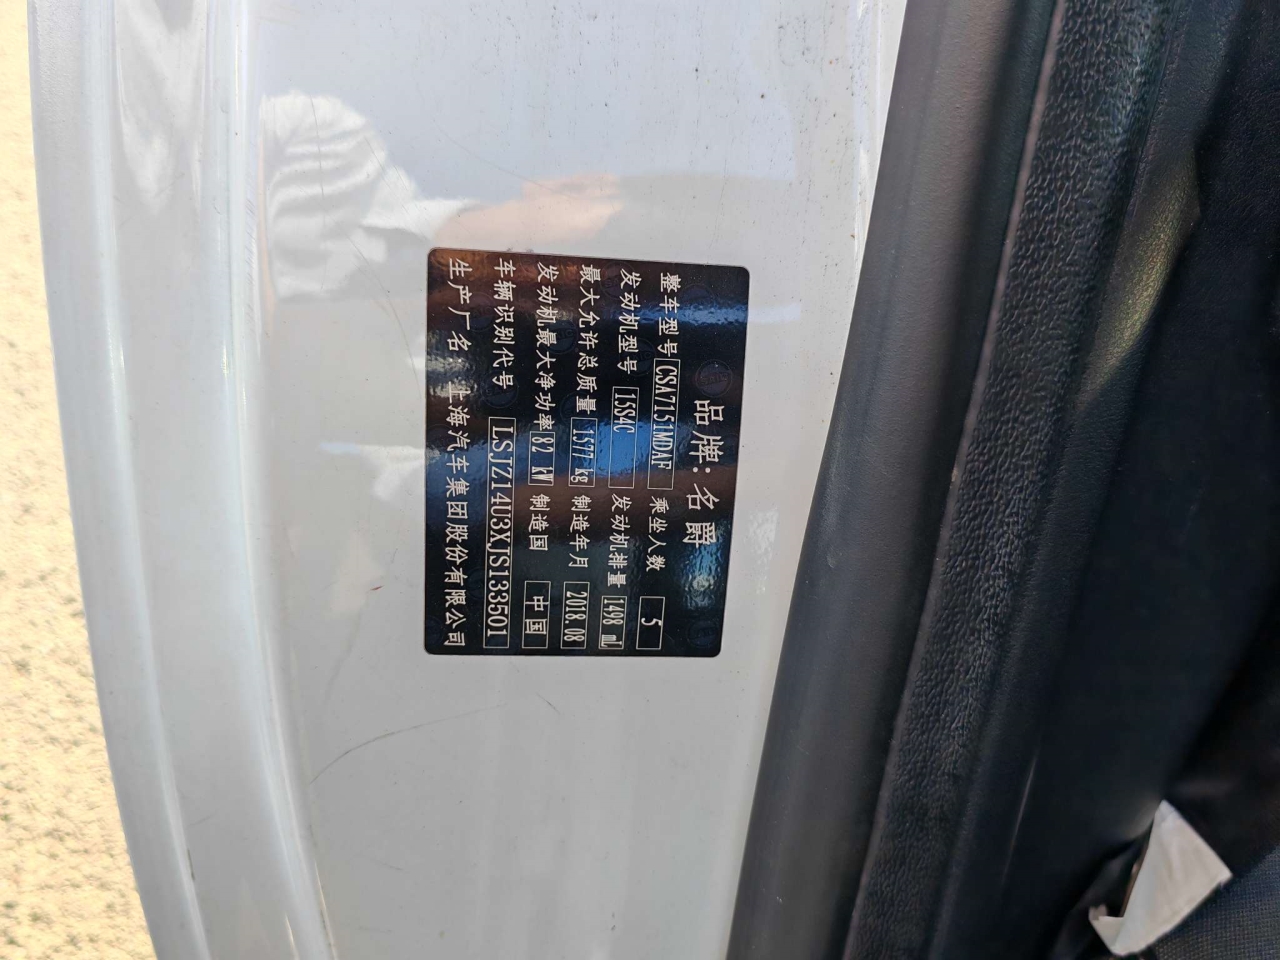 品牌: 名爵
整车型号 CSA7151MDAF 乘坐人数 5
发动机型号 15S4C 发动机排量 1498 mL
最大允许总质量 1577 kg 制造年月 2018.08
发动机最大净功率 82 kW 制造国 中国
车辆识别代号 LSJZ14U3XJS133501
生产厂名: 上海汽车集团股份有限公司